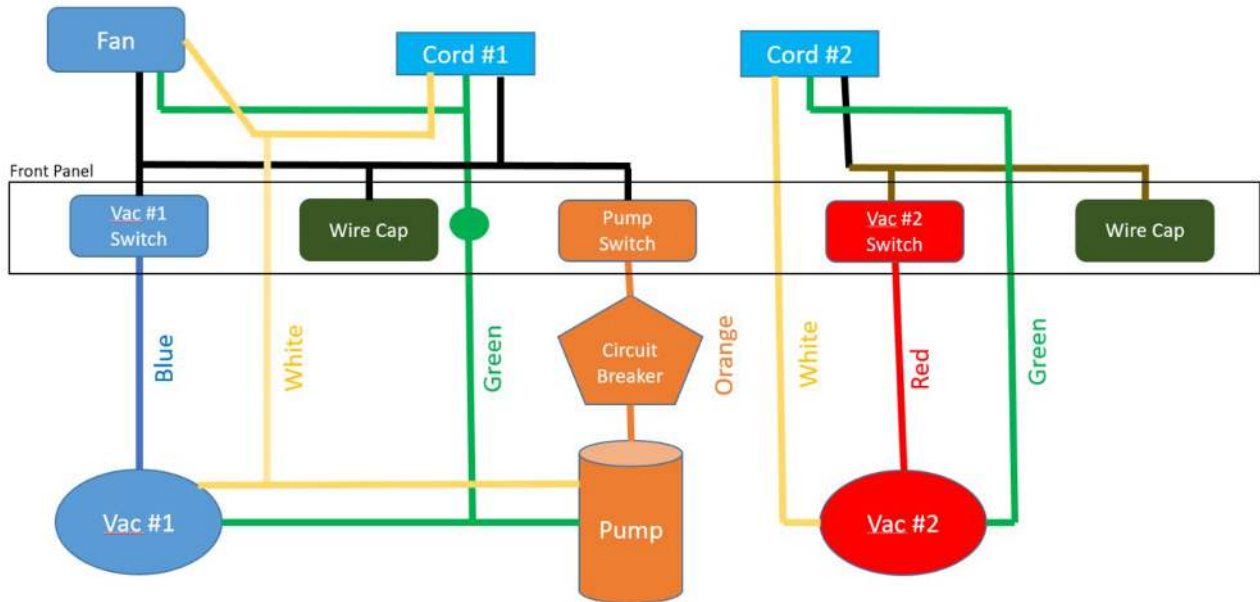 Fan
Cord #1
Cord #2
Front Panel
Vac #1
Switch
Wire Cap
Pump
Switch
Vac #2
Switch
Wire Cap
Blue
White
Green
Circuit
Breaker
Orange
White
Red
Green
Vac #1
Pump
Vac #2